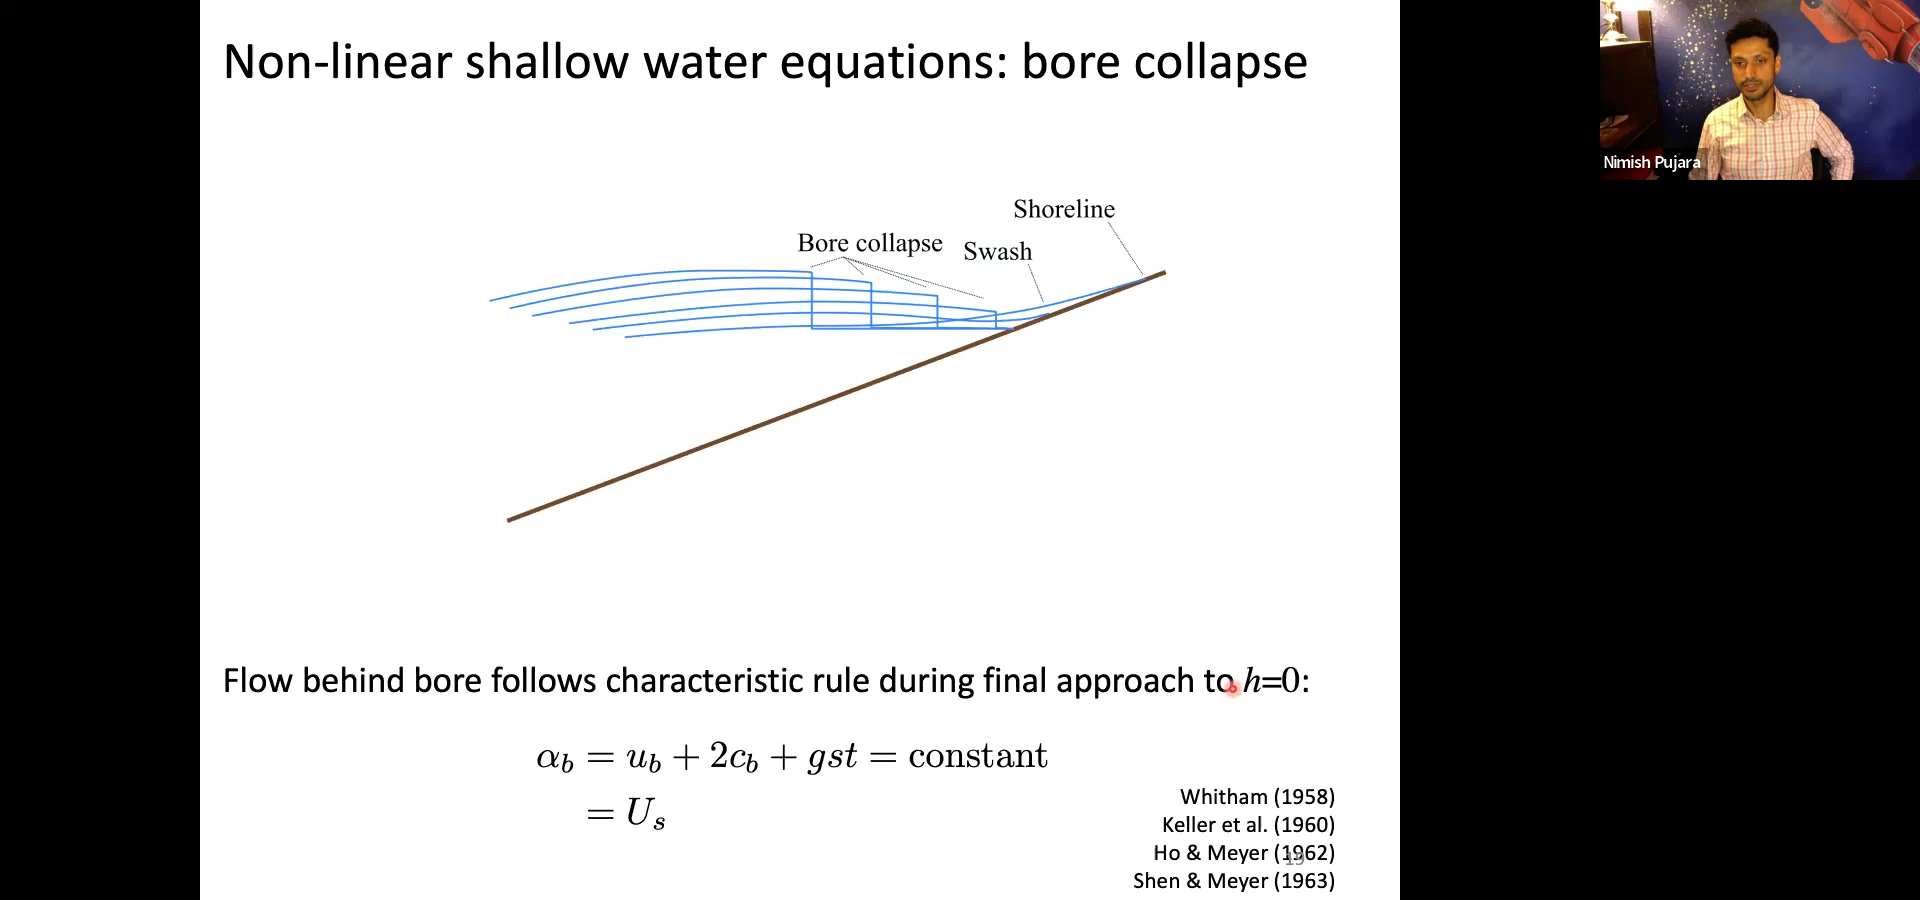 Non-linear shallow water equations: bore collapse
Nimish Pujara
Shoreline
Bore collapse
Swash
Flow behind bore follows characteristic rule during final approach to h=0:
α_b = u_b + 2c_b + gst = constant
= U_s
Whitham (1958)
Keller et al. (1960)
Ho & Meyer (1962)
19
Shen & Meyer (1963)